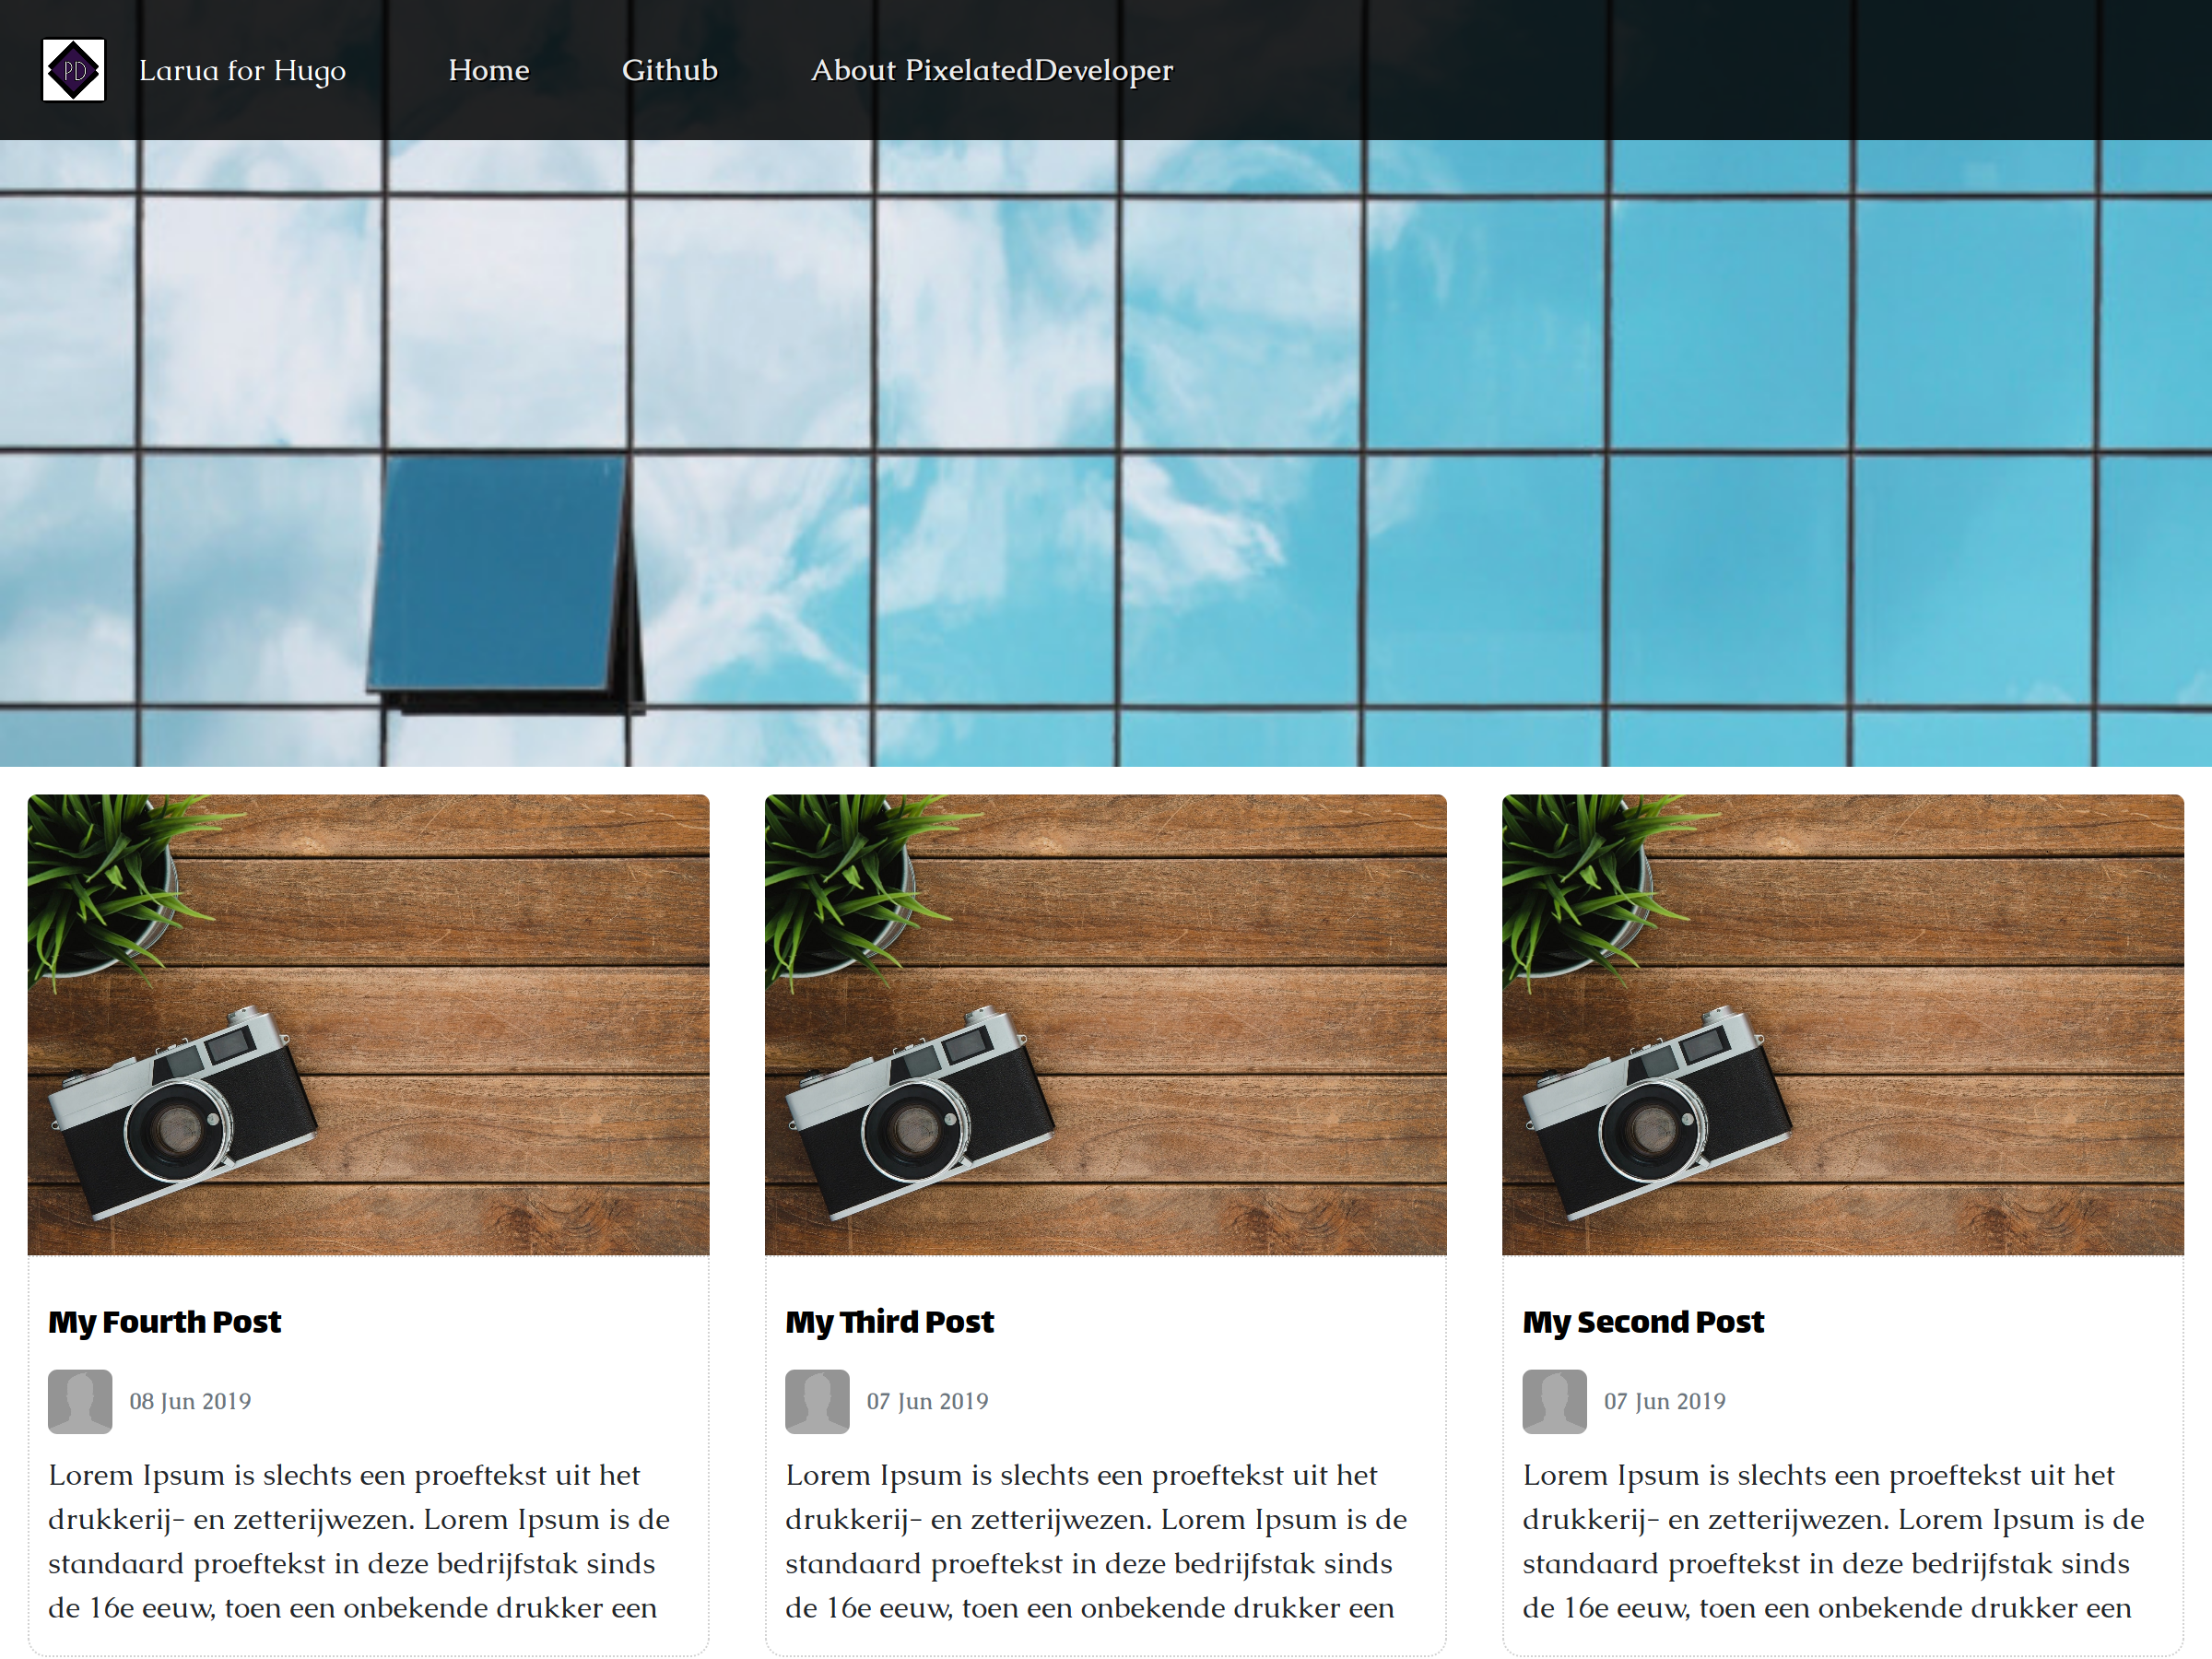 PD Larua for Hugo Home Github About PixelatedDeveloper
My Fourth Post
08 Jun 2019
Lorem Ipsum is slechts een proeftekst uit het
drukkerij- en zetterijwezen. Lorem Ipsum is de
standaard proeftekst in deze bedrijfstak sinds
de 16e eeuw, toen een onbekende drukker een
My Third Post
07 Jun 2019
Lorem Ipsum is slechts een proeftekst uit het
drukkerij- en zetterijwezen. Lorem Ipsum is de
standaard proeftekst in deze bedrijfstak sinds
de 16e eeuw, toen een onbekende drukker een
My Second Post
07 Jun 2019
Lorem Ipsum is slechts een proeftekst uit het
drukkerij- en zetterijwezen. Lorem Ipsum is de
standaard proeftekst in deze bedrijfstak sinds
de 16e eeuw, toen een onbekende drukker een